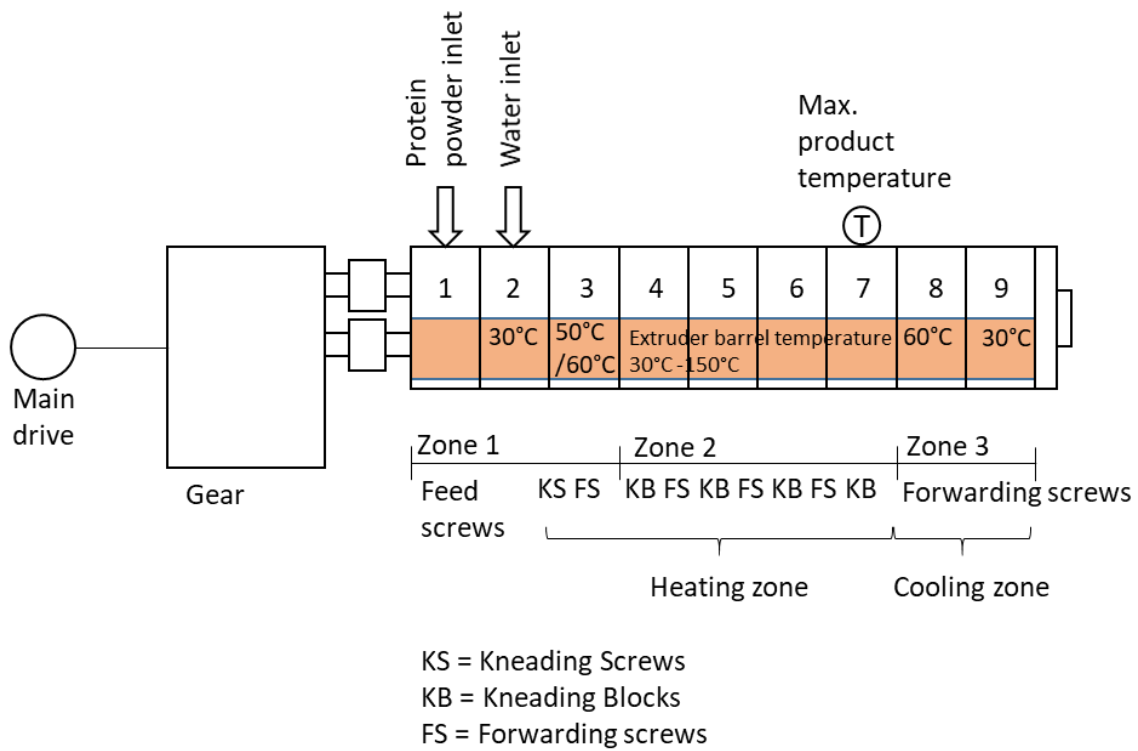 Protein
powder inlet
Water inlet
Max.
product
temperature
T
1
2
3
4
5
6
7
8
9
30°C
50°C
/60°C
Extruder barrel temperature
30°C -150°C
60°C
30°C
Main
drive
Gear
Zone 1
Zone 2
Zone 3
Feed
screws
KS FS
KB FS KB FS KB FS KB
Forwarding screws
Heating zone
Cooling zone
KS = Kneading Screws
KB = Kneading Blocks
FS = Forwarding screws